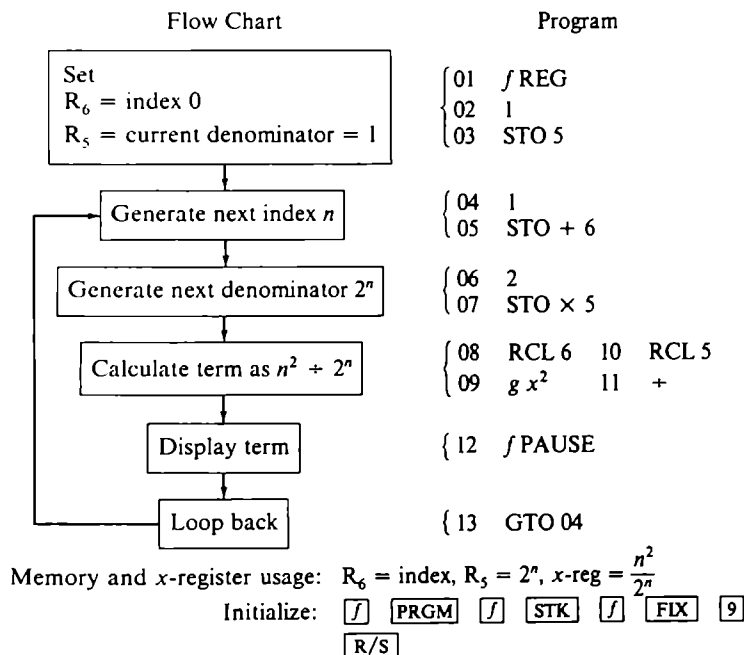 Flow Chart Program
Set
R₆ = index 0
R₅ = current denominator = 1
01 f REG
02 1
03 STO 5
Generate next index n
04 1
05 STO + 6
Generate next denominator 2ⁿ
06 2
07 STO × 5
Calculate term as n² ÷ 2ⁿ
08 RCL 6 10 RCL 5
09 g x² 11 ÷
Display term
12 f PAUSE
Loop back
13 GTO 04
Memory and x-register usage: R₆ = index, R₅ = 2ⁿ, x-reg = n²/2ⁿ
Initialize: f PRGM f STK f FIX 9
R/S